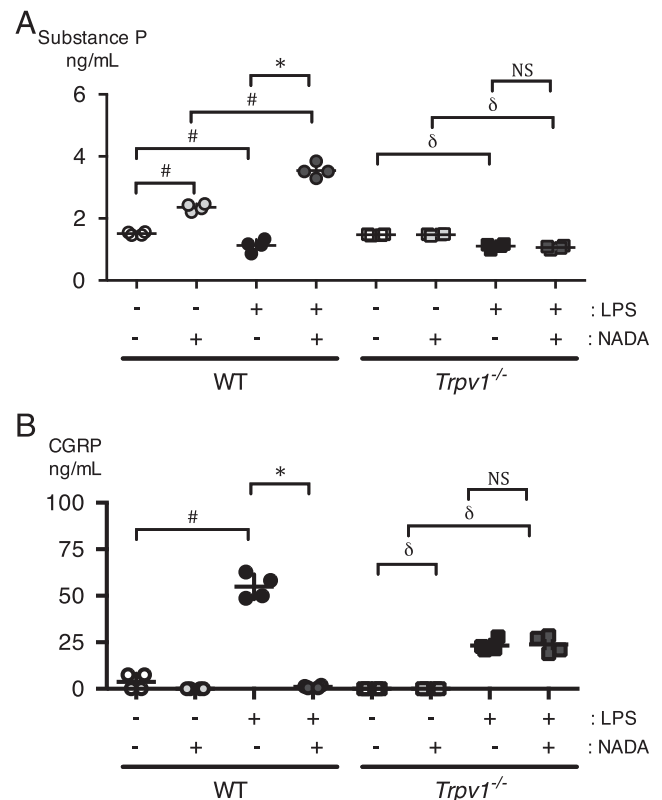 A
Substance P
ng/mL
*
NS
#
δ
#
δ
#
6
4
2
0
- - + + - - + + : LPS
- + - + - + - + : NADA
WT Trpv1-/-
B
CGRP
ng/mL
*
NS
#
δ
δ
100
75
50
25
0
- - + + - - + + : LPS
- + - + - + - + : NADA
WT Trpv1-/-